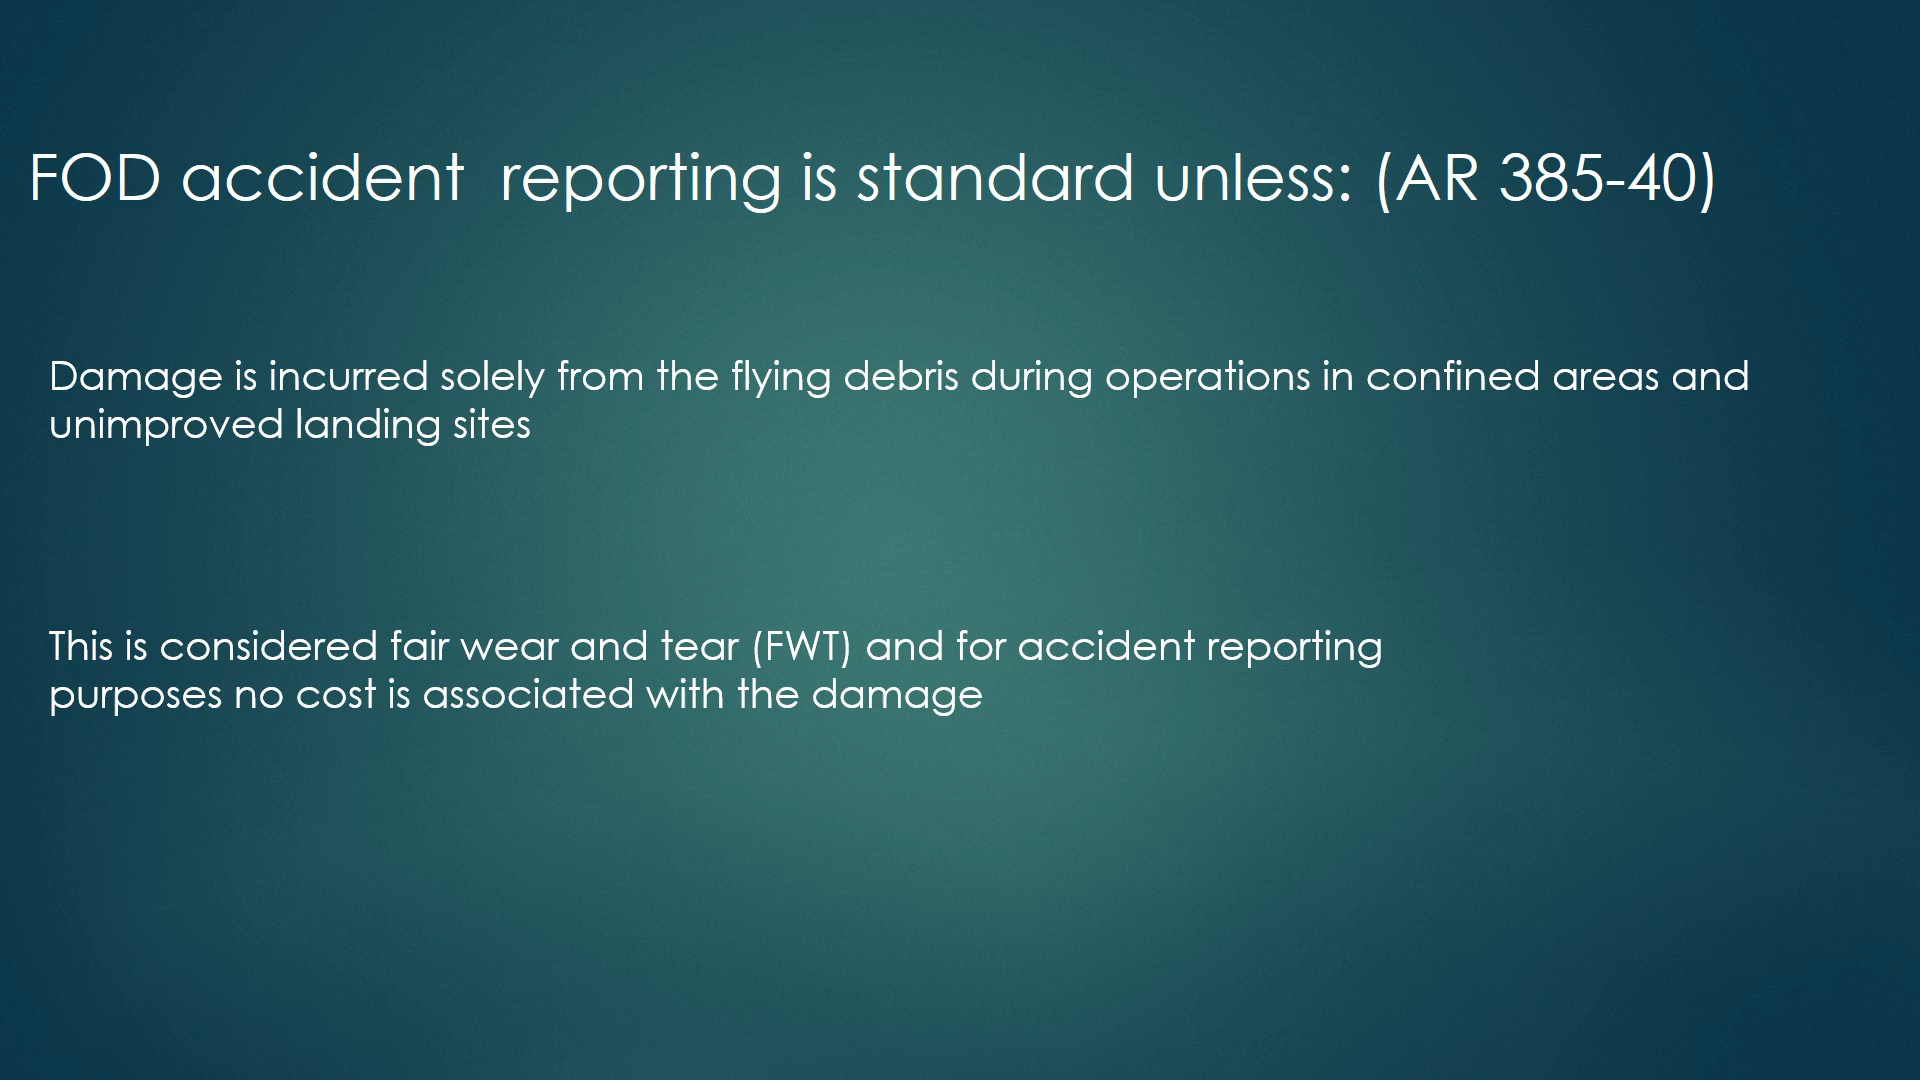 FOD accident  reporting is standard unless: (AR 385-40)
Damage is incurred solely from the flying debris during operations in confined areas and
unimproved landing sites
This is considered fair wear and tear (FWT) and for accident reporting
purposes no cost is associated with the damage